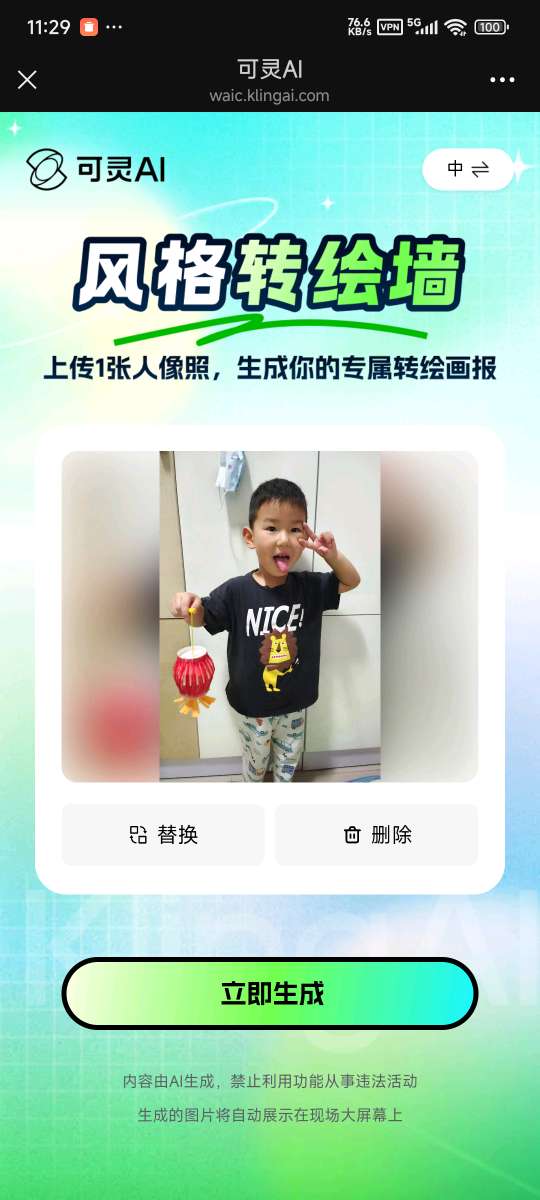 11:29
76.6 KB/s VPN 5G 100
可灵AI
waic.klingai.com
可灵AI
中
风格转绘墙
上传1张人像照，生成你的专属转绘画报
NICE!
替换
删除
KlingAI
立即生成
内容由AI生成，禁止利用功能从事违法活动
生成的图片将自动展示在现场大屏幕上